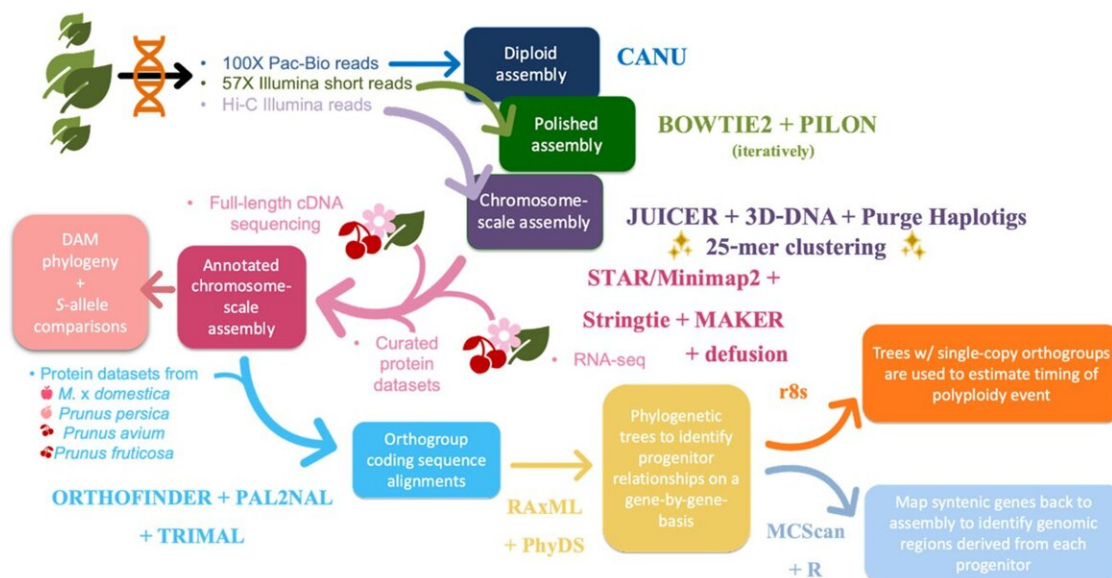 • 100X Pac-Bio reads
• 57X Illumina short reads
• Hi-C Illumina reads
Diploid
assembly
CANU
Polished
assembly
BOWTIE2 + PILON
(iteratively)
Chromosome-
scale assembly
JUICER + 3D-DNA + Purge Haplotigs
25-mer clustering
• Full-length cDNA
sequencing
DAM
phylogeny
+
S-allele
comparisons
Annotated
chromosome-
scale
assembly
STAR/Minimap2 +
Stringtie + MAKER
+ defusion
• Curated
protein
datasets
• RNA-seq
• Protein datasets from
M. x domestica
Prunus persica
Prunus avium
Prunus fruticosa
ORTHOFINDER + PAL2NAL
+ TRIMAL
Orthogroup
coding sequence
alignments
RAxML
+ PhyDS
Phylogenetic
trees to identify
progenitor
relationships on a
gene-by-gene-
basis
r8s
Trees w/ single-copy orthogroups
are used to estimate timing of
polyploidy event
MCScan
+ R
Map syntenic genes back to
assembly to identify genomic
regions derived from each
progenitor